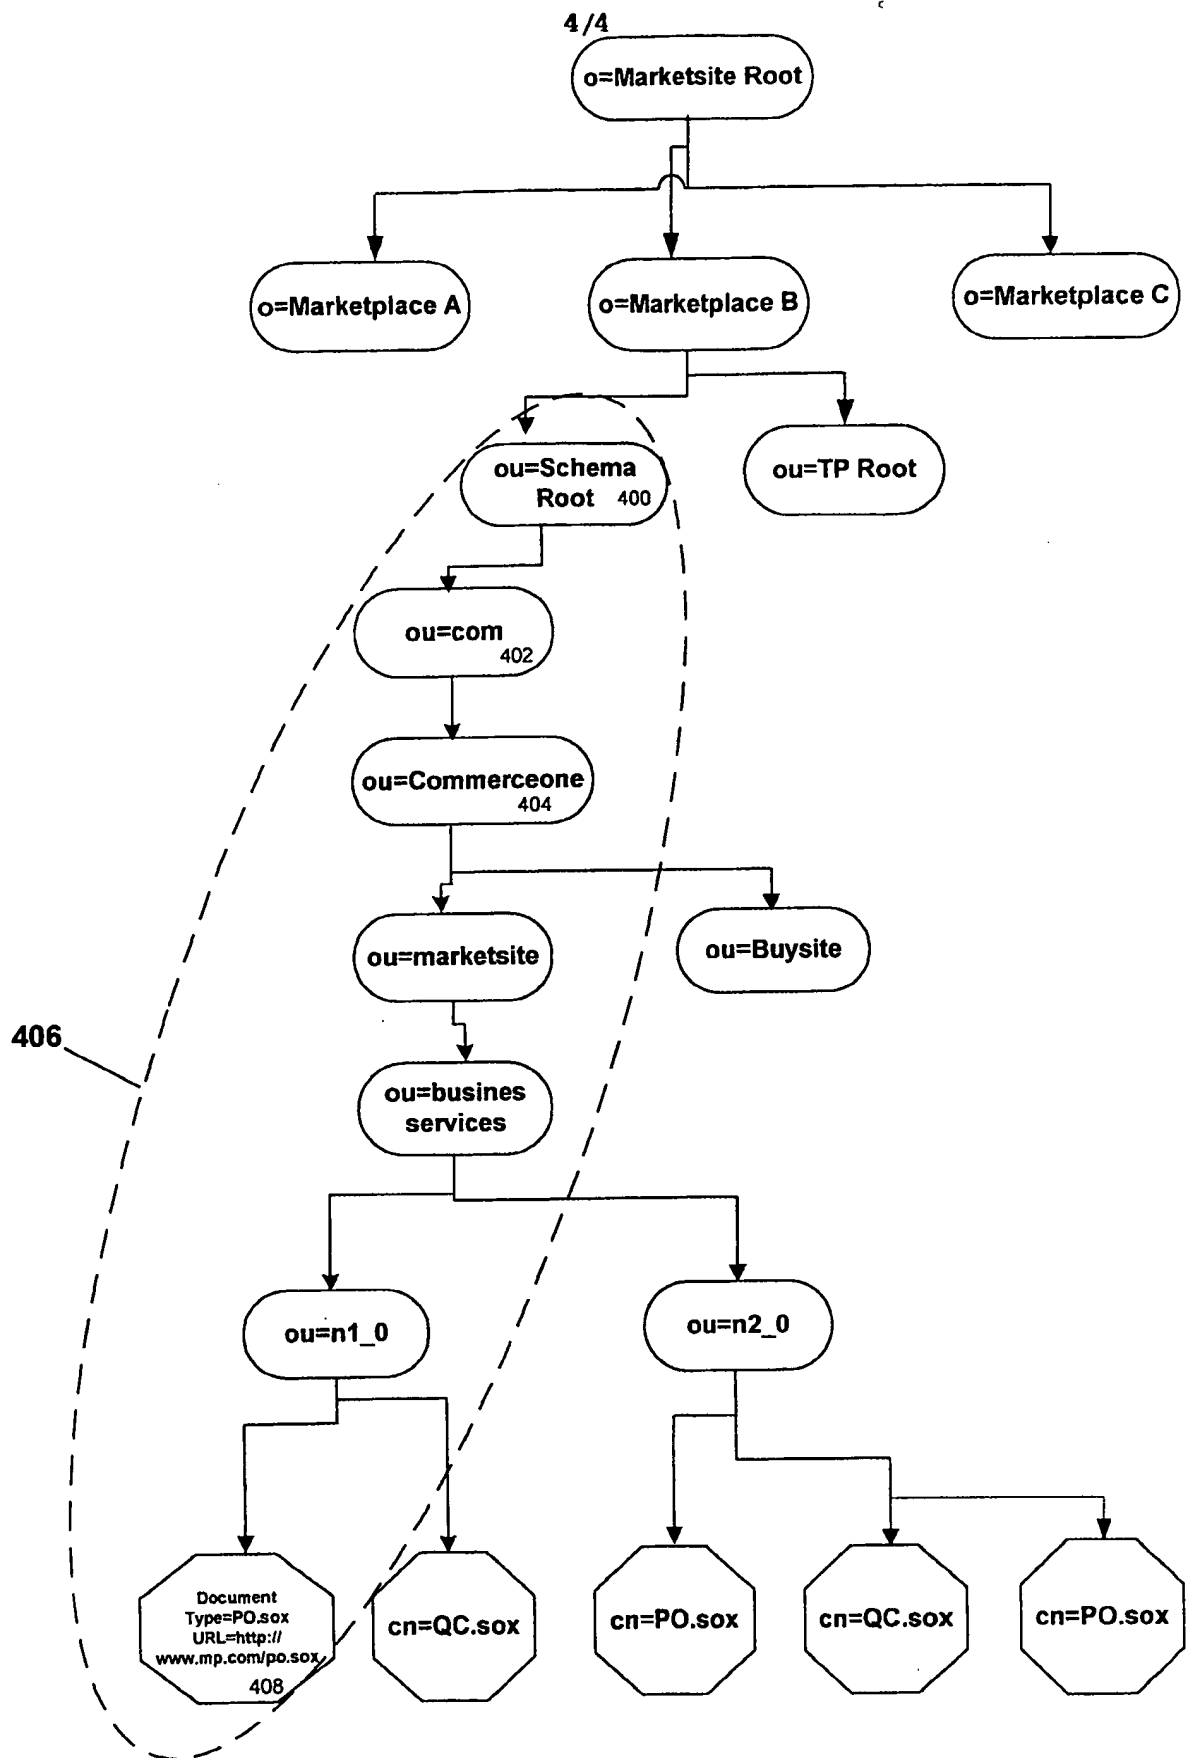 4/4
o=Marketsite Root
o=Marketplace A
o=Marketplace B
o=Marketplace C
ou=Schema
Root 400
ou=TP Root
ou=com
402
ou=Commerceone
404
ou=marketsite
ou=Buysite
406
ou=busines
services
ou=n1_0
ou=n2_0
Document
Type=PO.sox
URL=http://
www.mp.com/po.sox
408
cn=QC.sox
cn=PO.sox
cn=QC.sox
cn=PO.sox